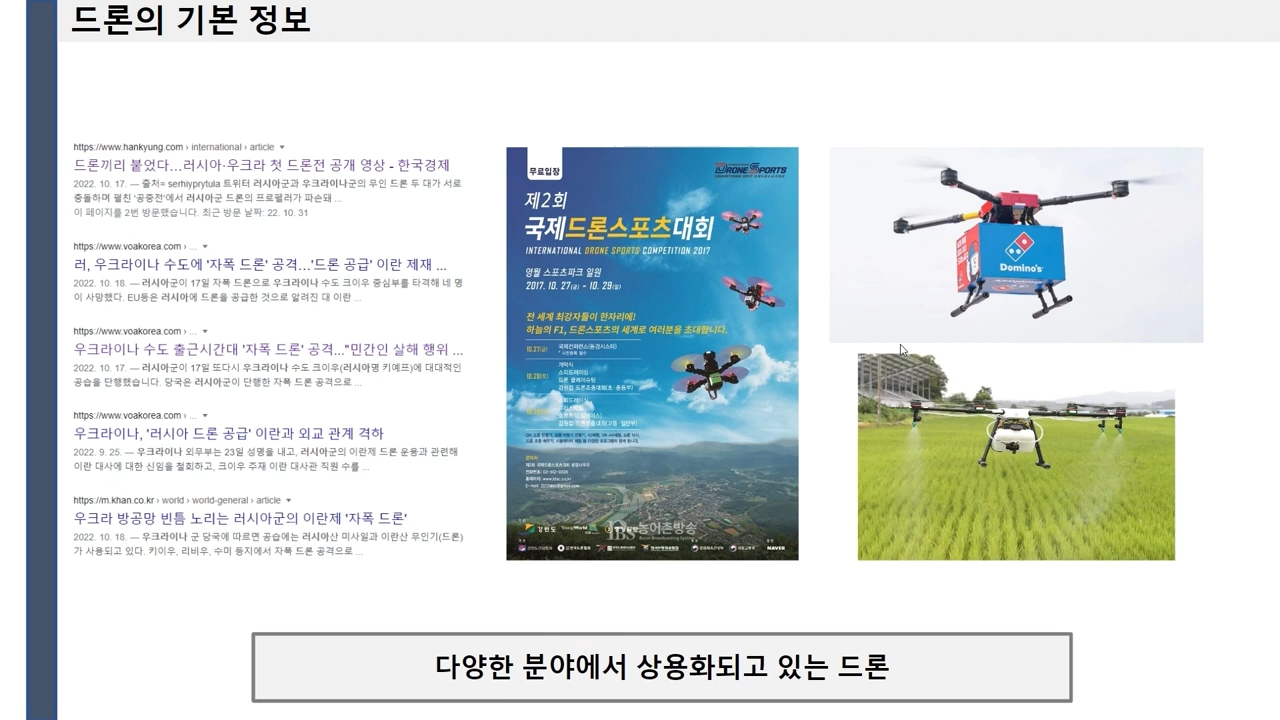 드론의 기본 정보
https://www.hankyung.com › international › article
드론끼리 붙었다…러시아·우크라 첫 드론전 공개 영상 - 한국경제
2022. 10. 17. — 출처= serhiyprytula 트위터 러시아군과 우크라이나군의 무인 드론 두 대가 서로
충돌하며 펼친 '공중전'에서 러시아군 드론의 프로펠러가 파손돼 ...
이 페이지를 2번 방문했습니다. 최근 방문 날짜: 22. 10. 31
https://www.voakorea.com › ...
러, 우크라이나 수도에 '자폭 드론' 공격…'드론 공급' 이란 제재 ...
2022. 10. 18. — 러시아군이 17일 자폭 드론으로 우크라이나 수도 크이우 중심부를 타격해 네 명
이 사망했다. EU등은 러시아에 드론을 공급한 것으로 알려진 대 이란 ...
https://www.voakorea.com › ...
우크라이나 수도 출근시간대 '자폭 드론' 공격..."민간인 살해 행위 ...
2022. 10. 17. — 러시아군이 17일 또다시 우크라이나 수도 크이우(러시아명 키예프)에 대대적인
공습을 단행했습니다. 당국은 러시아군이 단행한 자폭 드론 공격으로 ...
https://www.voakorea.com › ...
우크라이나, '러시아 드론 공급' 이란과 외교 관계 격하
2022. 9. 25. — 우크라이나 외무부는 23일 성명을 내고, 러시아군의 이란제 드론 운용과 관련해
이란 대사에 대한 신임을 철회하고, 크이우 주재 이란 대사관 직원 수를 ...
https://m.khan.co.kr › world › world-general › article
우크라 방공망 빈틈 노리는 러시아군의 이란제 '자폭 드론'
2022. 10. 18. — 우크라이나 군 당국에 따르면 공습에는 러시아산 미사일과 이란산 무인기(드론)
가 사용되고 있다. 키이우, 리비우, 수미 등지에서 자폭 드론 공격으로 ...
무료입장
DRONE SPORTS
제2회
국제드론스포츠대회
INTERNATIONAL DRONE SPORTS COMPETITION 2017
영월 스포츠파크 일원
2017. 10. 27(금) - 10. 29(일)
전 세계 최강자들이 한자리에!
하늘의 F1, 드론스포츠의 세계로 여러분을 초대합니다.
10.27(금)
10.28(토)
개막식
강원도
농어촌방송
NAVER
Domino's
다양한 분야에서 상용화되고 있는 드론